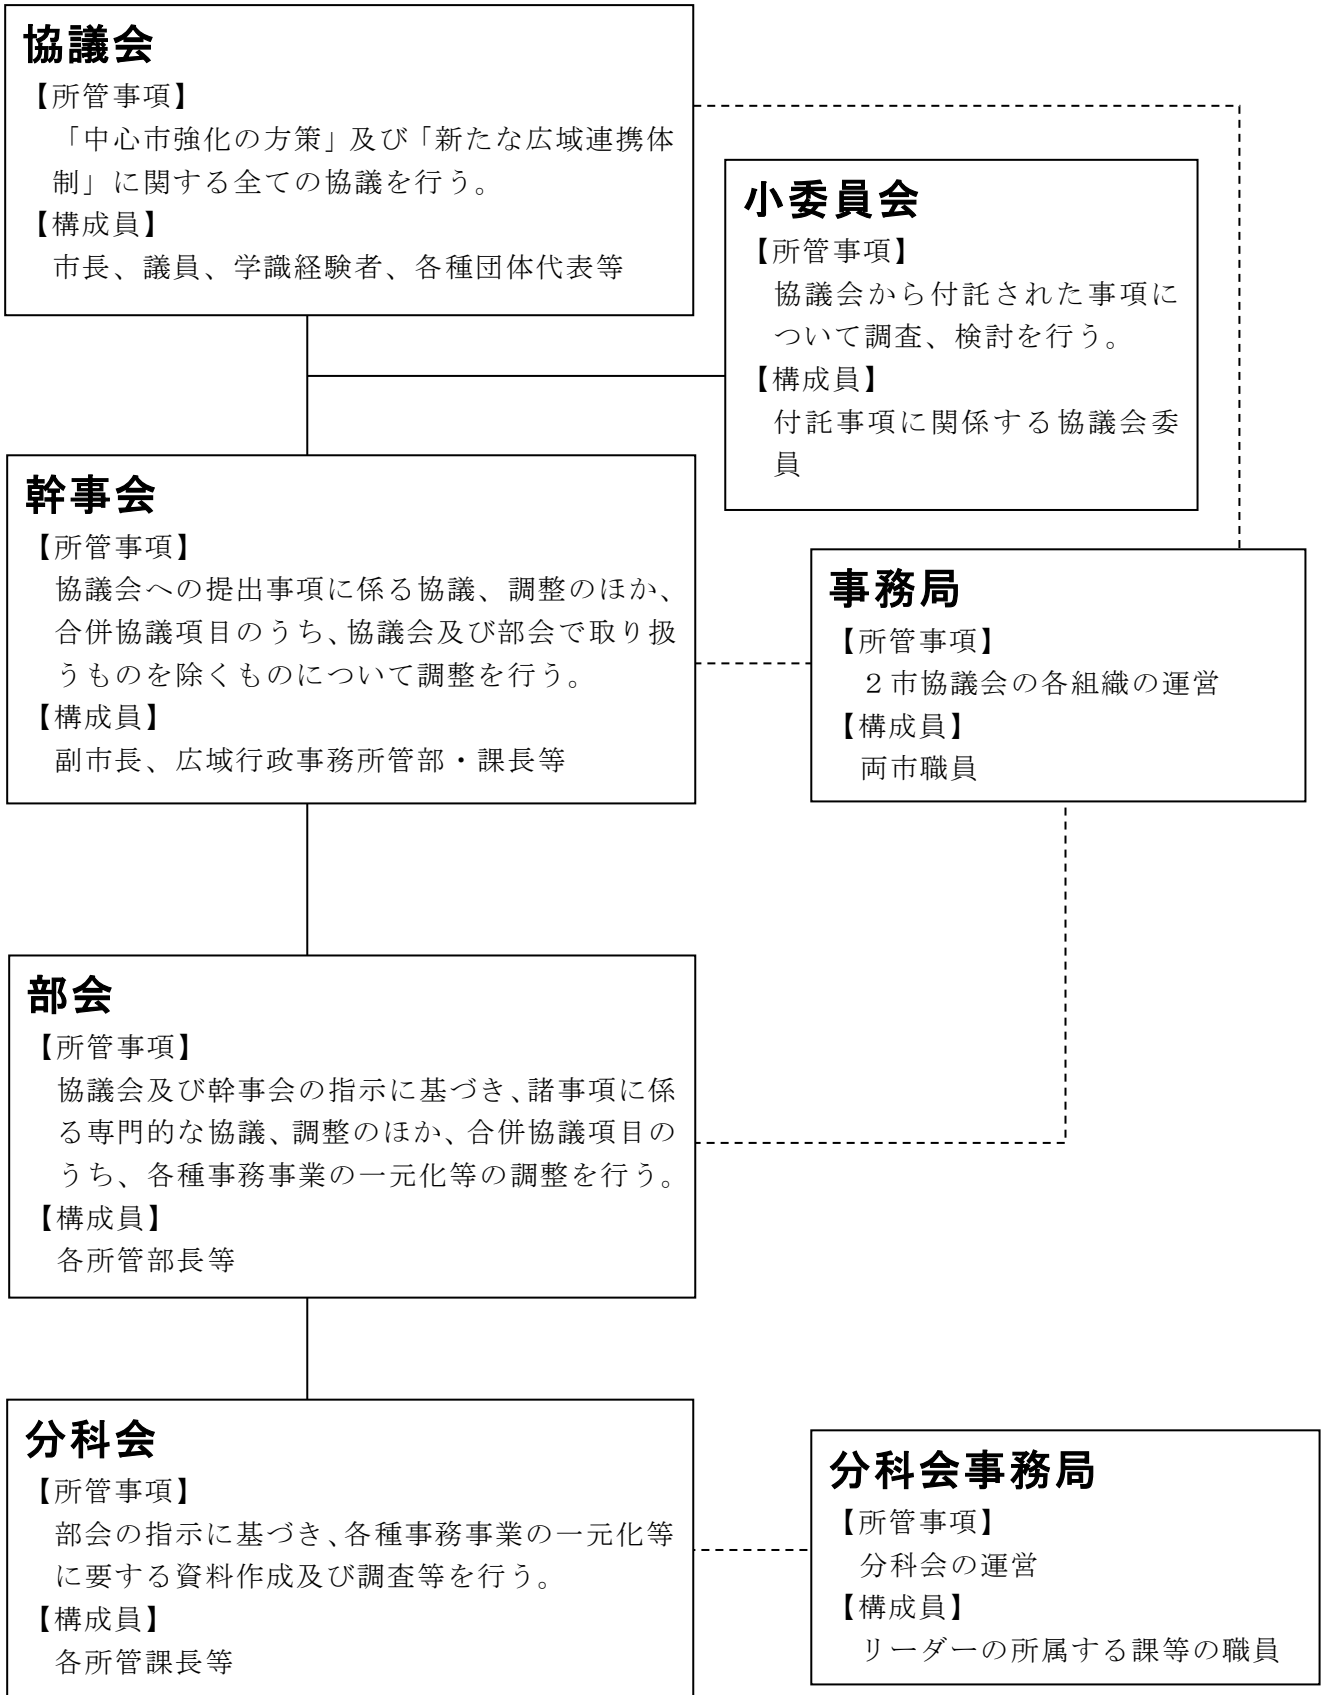 協議会
【所管事項】
「中心市強化の方策」及び「新たな広域連携体
制」に関する全ての協議を行う。
【構成員】
市長、議員、学識経験者、各種団体代表等
小委員会
【所管事項】
協議会から付託された事項に
ついて調査、検討を行う。
【構成員】
付託事項に関係する協議会委
員
幹事会
【所管事項】
協議会への提出事項に係る協議、調整のほか、
合併協議項目のうち、協議会及び部会で取り扱
うものを除くものについて調整を行う。
【構成員】
副市長、広域行政事務所管部・課長等
事務局
【所管事項】
２市協議会の各組織の運営
【構成員】
両市職員
部会
【所管事項】
協議会及び幹事会の指示に基づき、諸事項に係
る専門的な協議、調整のほか、合併協議項目の
うち、各種事務事業の一元化等の調整を行う。
【構成員】
各所管部長等
分科会
【所管事項】
部会の指示に基づき、各種事務事業の一元化等
に要する資料作成及び調査等を行う。
【構成員】
各所管課長等
分科会事務局
【所管事項】
分科会の運営
【構成員】
リーダーの所属する課等の職員